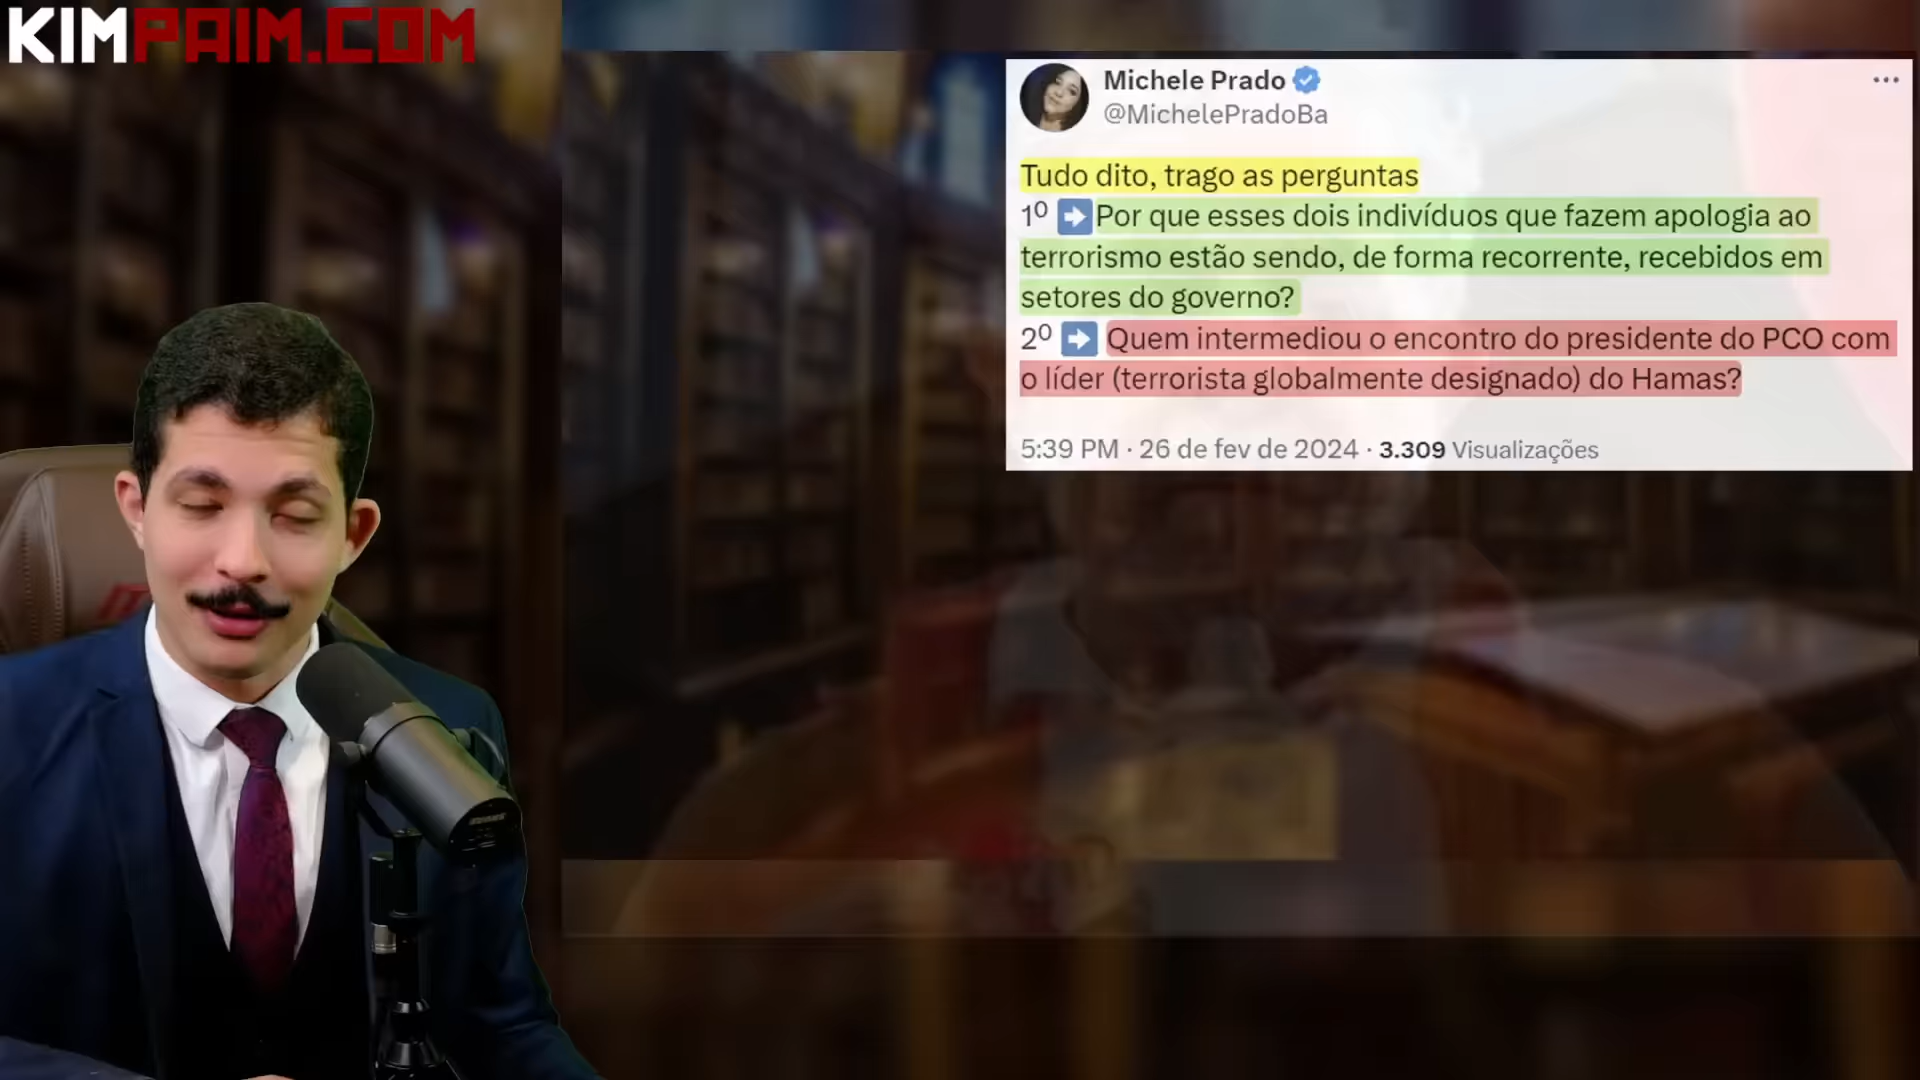 KIMPAIM.COM
Michele Prado
@MichelePradoBa
Tudo dito, trago as perguntas
1º ➡ Por que esses dois indivíduos que fazem apologia ao
terrorismo estão sendo, de forma recorrente, recebidos em
setores do governo?
2º ➡ Quem intermediou o encontro do presidente do PCO com
o líder (terrorista globalmente designado) do Hamas?
5:39 PM · 26 de fev de 2024 · 3.309 Visualizações